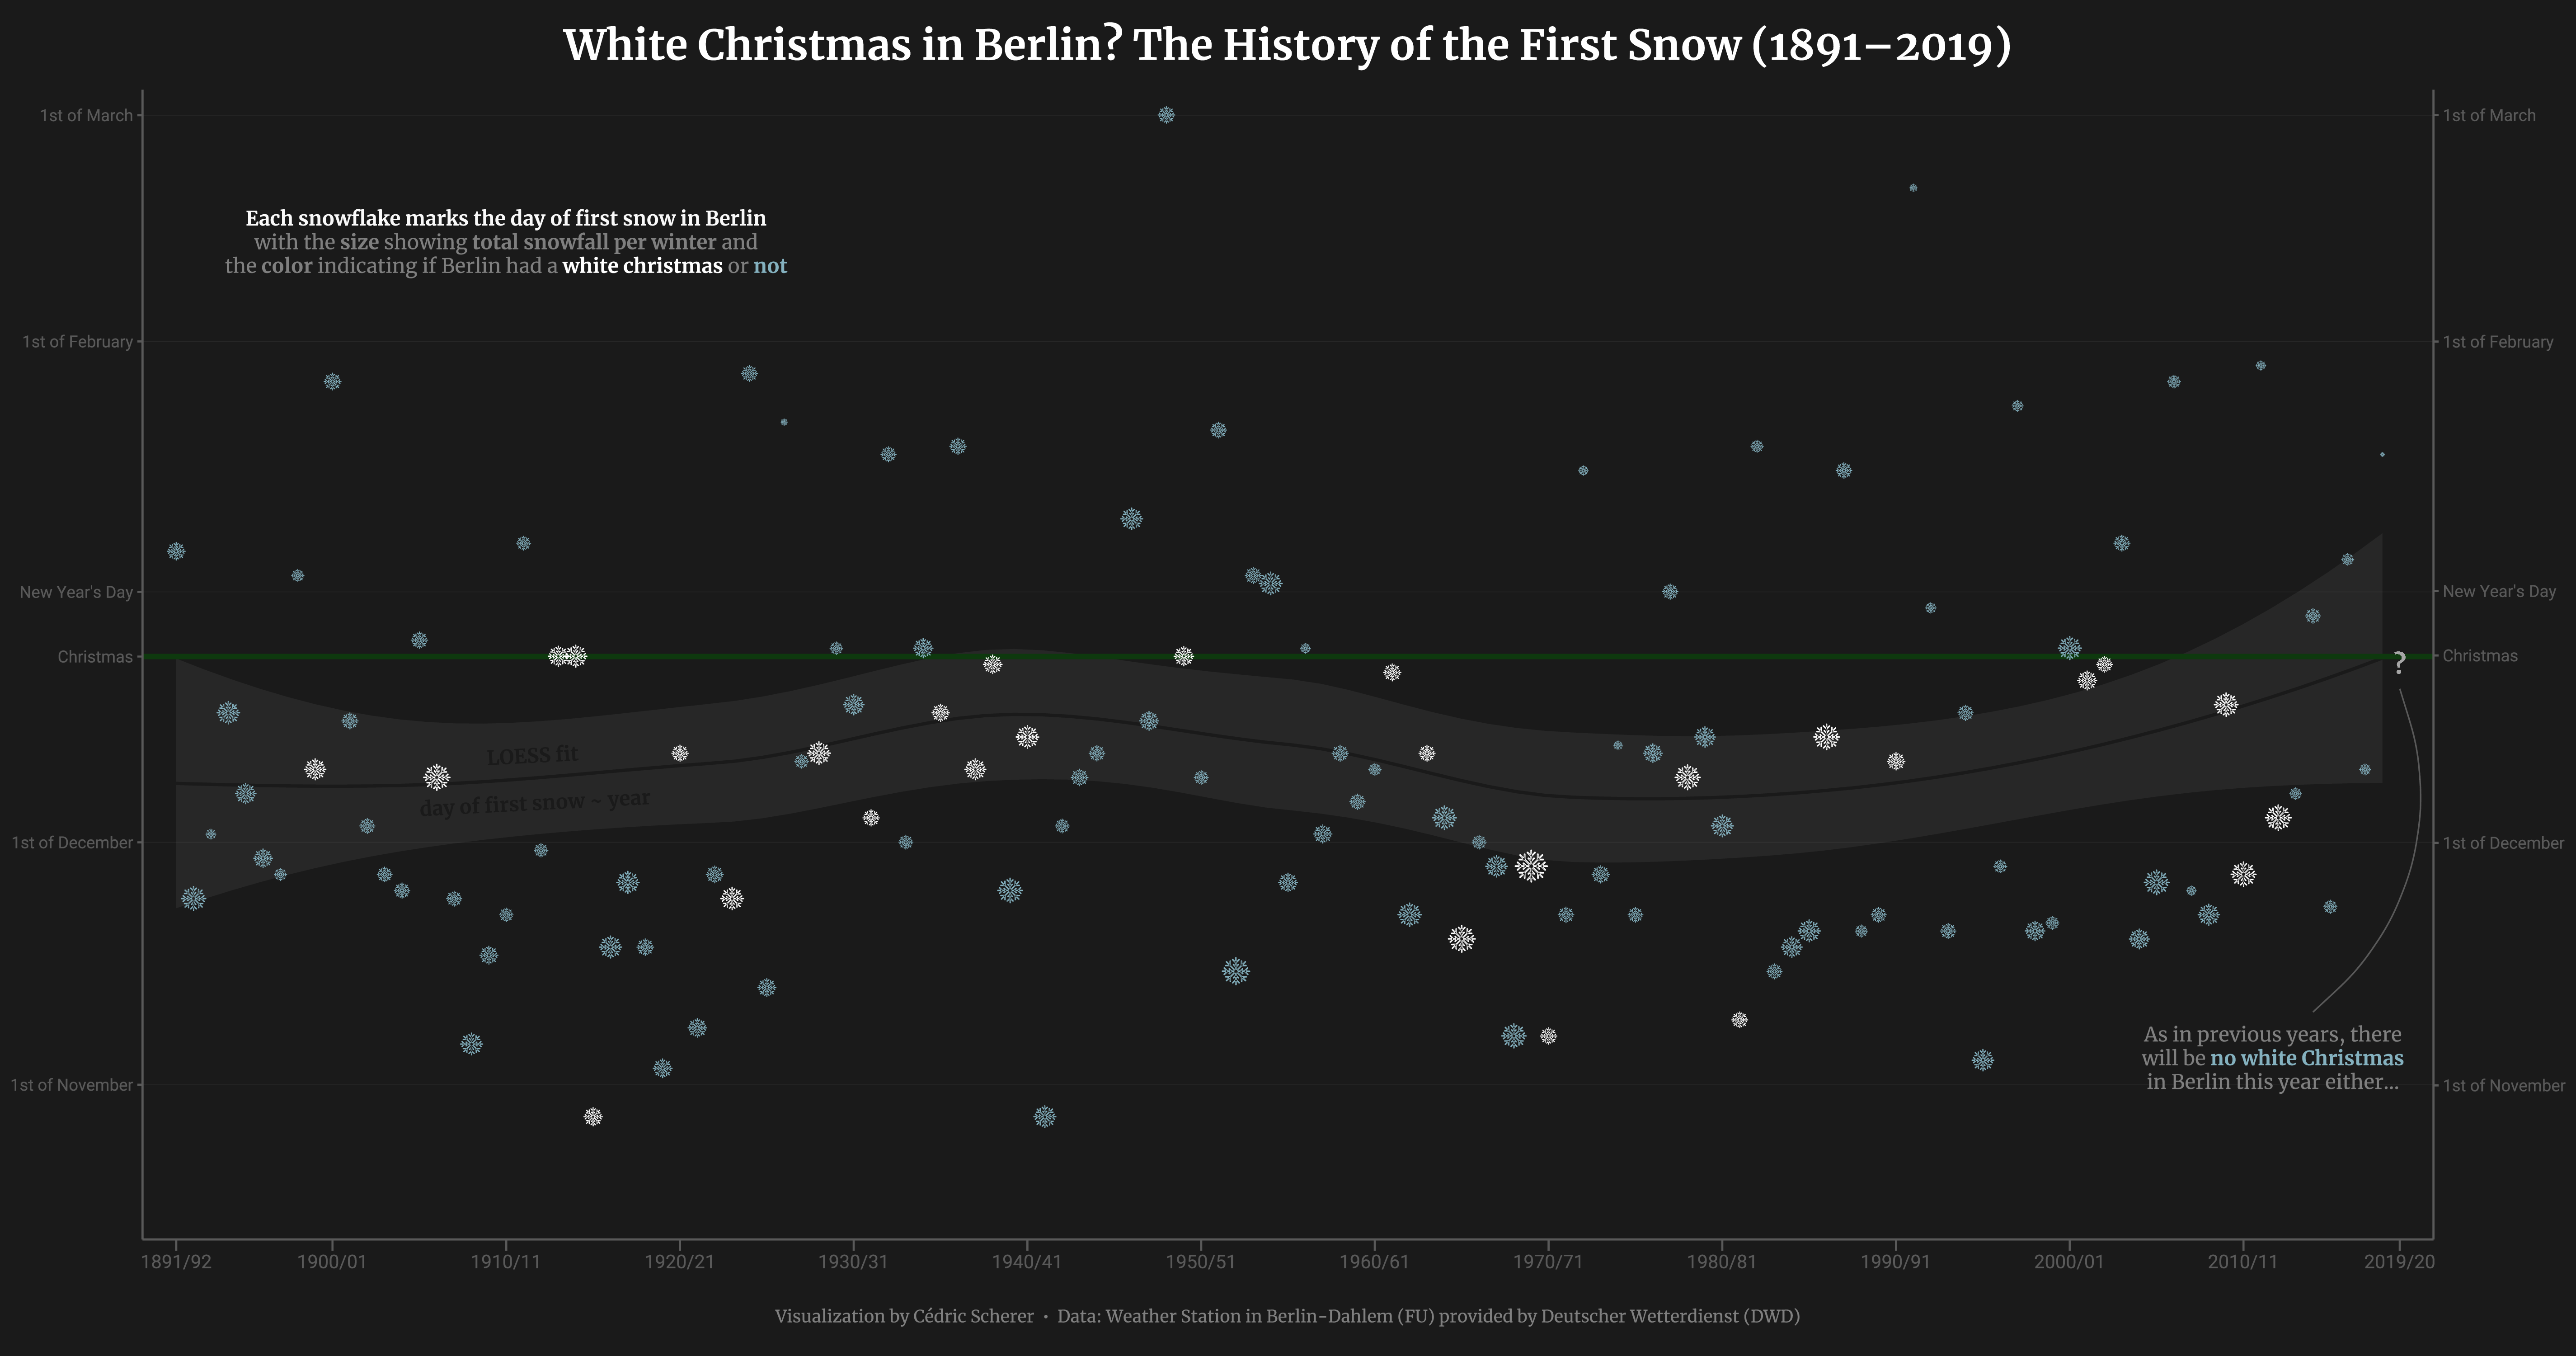 White Christmas in Berlin? The History of the First Snow (1891–2019)
1st of March
1st of March
Each snowflake marks the day of first snow in Berlin
with the size showing total snowfall per winter and
the color indicating if Berlin had a white christmas or not
1st of February
1st of February
New Year's Day
New Year's Day
Christmas
Christmas
?
LOESS fit
day of first snow ~ year
1st of December
1st of December
As in previous years, there
will be no white Christmas
in Berlin this year either...
1st of November
1st of November
1891/92
1900/01
1910/11
1920/21
1930/31
1940/41
1950/51
1960/61
1970/71
1980/81
1990/91
2000/01
2010/11
2019/20
Visualization by Cédric Scherer • Data: Weather Station in Berlin-Dahlem (FU) provided by Deutscher Wetterdienst (DWD)